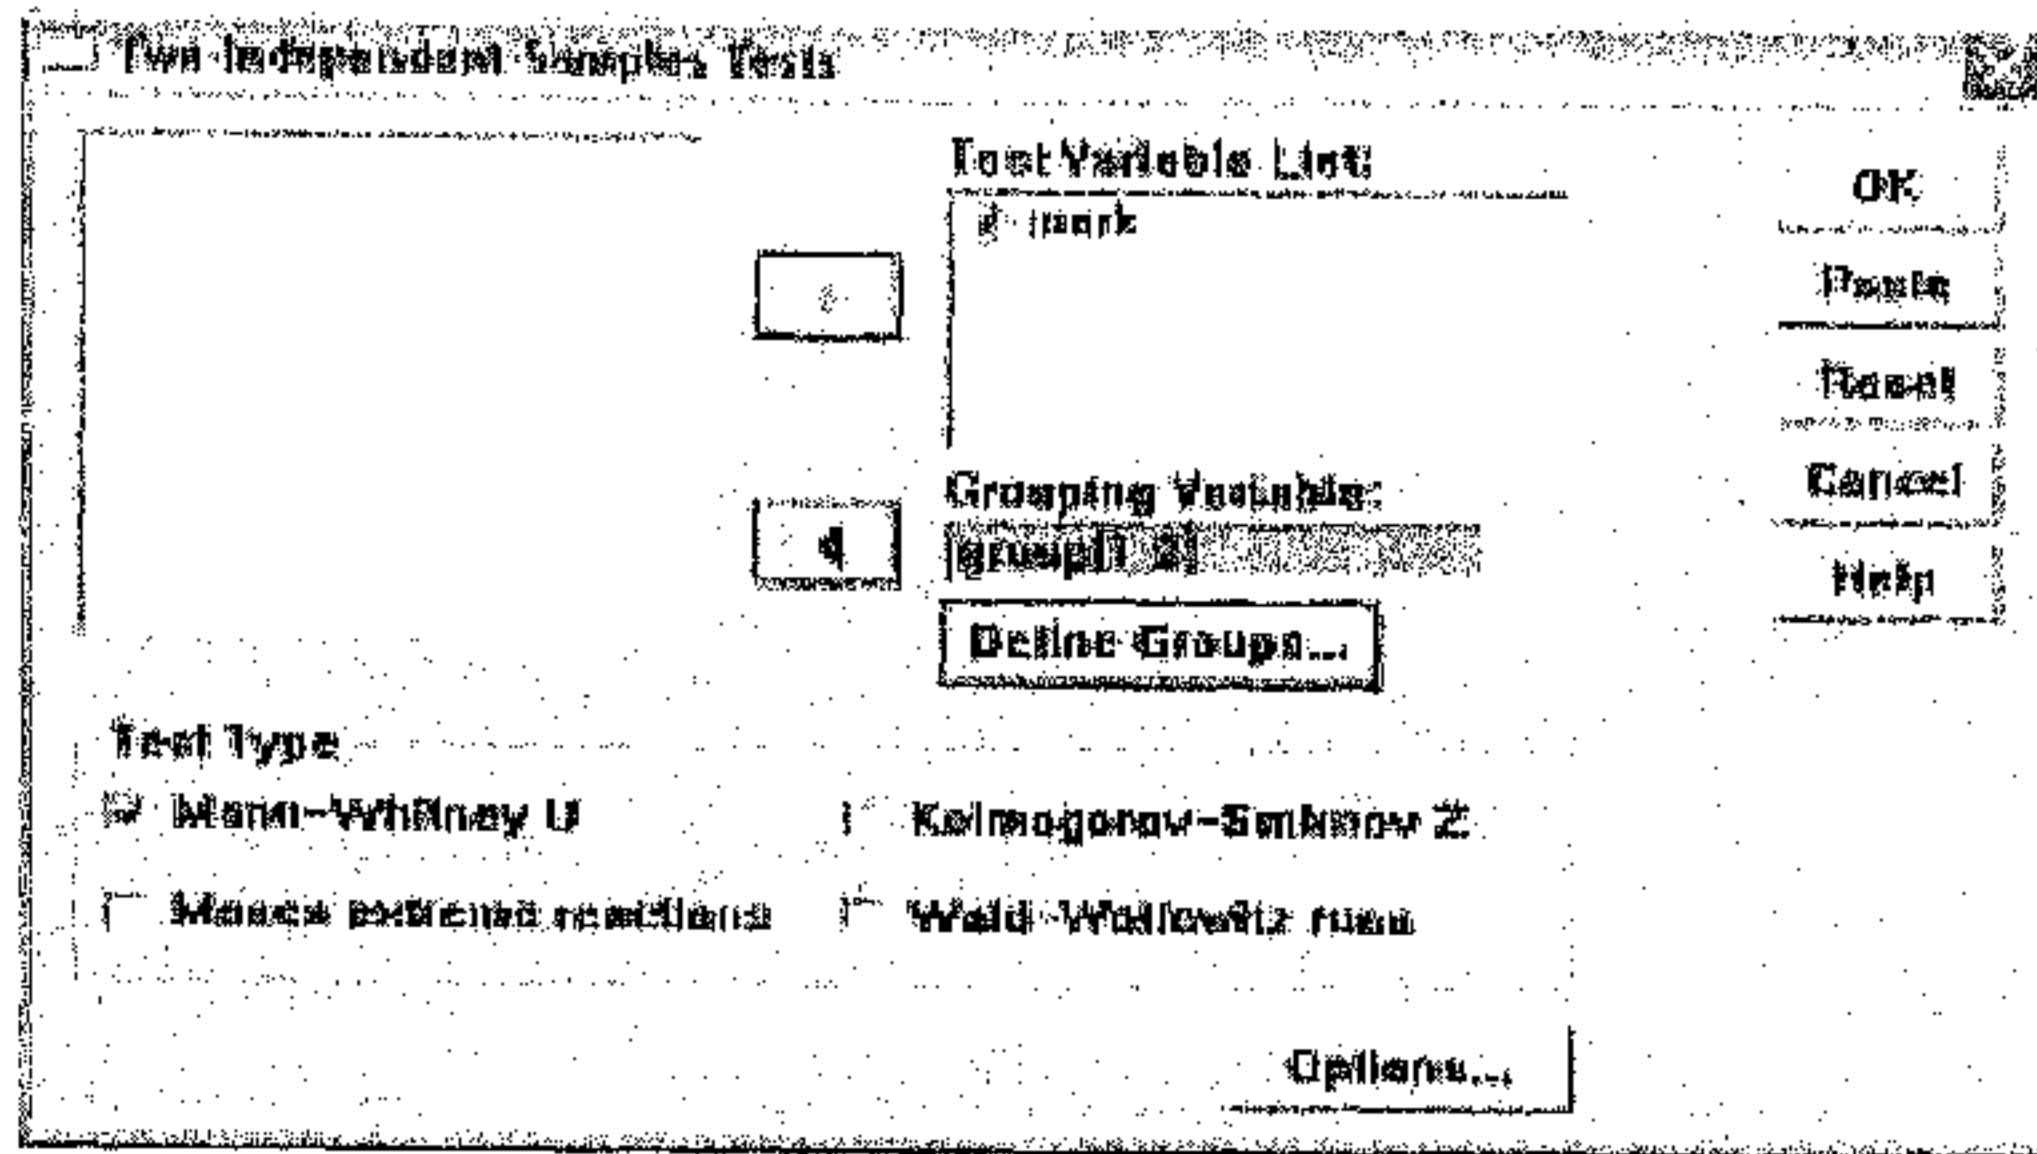 Two Independent Samples Tests
Test Variable List:
mark
OK
Paste
Reset
Cancel
Help
Grouping Variable:
group(1 2)
Define Groups...
Test Type
Mann-Whitney U
Kolmogorov-Smirnov Z
Moses extreme reactions
Wald-Wolfowitz runs
Options...